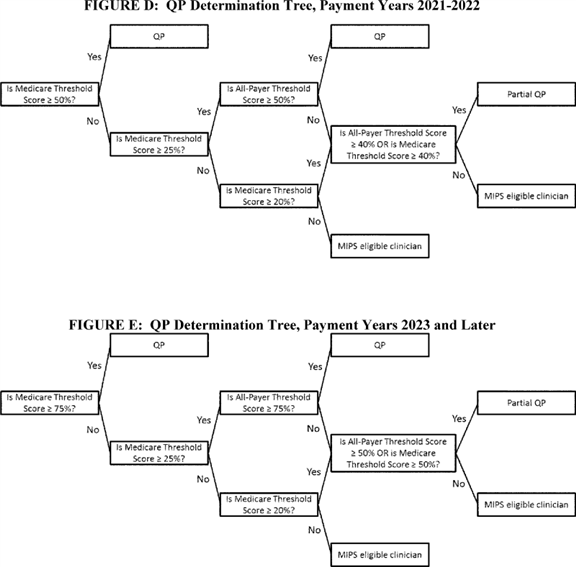 FIGURE D: QP Determination Tree, Payment Years 2021-2022
QP
QP
Yes
Yes
Is Medicare Threshold
Score ≥ 50%?
Is All-Payer Threshold
Score ≥ 50%?
Partial QP
Yes
Yes
No
No
Is Medicare Threshold
Score ≥ 25%?
Is All-Payer Threshold Score
≥ 40% OR is Medicare
Threshold Score ≥ 40%?
Yes
No
No
Is Medicare Threshold
Score ≥ 20%?
MIPS eligible clinician
No
MIPS eligible clinician
FIGURE E: QP Determination Tree, Payment Years 2023 and Later
QP
QP
Yes
Yes
Is Medicare Threshold
Score ≥ 75%?
Is All-Payer Threshold
Score ≥ 75%?
Partial QP
Yes
Yes
No
No
Is Medicare Threshold
Score ≥ 25%?
Is All-Payer Threshold Score
≥ 50% OR is Medicare
Threshold Score ≥ 50%?
Yes
No
No
Is Medicare Threshold
Score ≥ 20%?
MIPS eligible clinician
No
MIPS eligible clinician